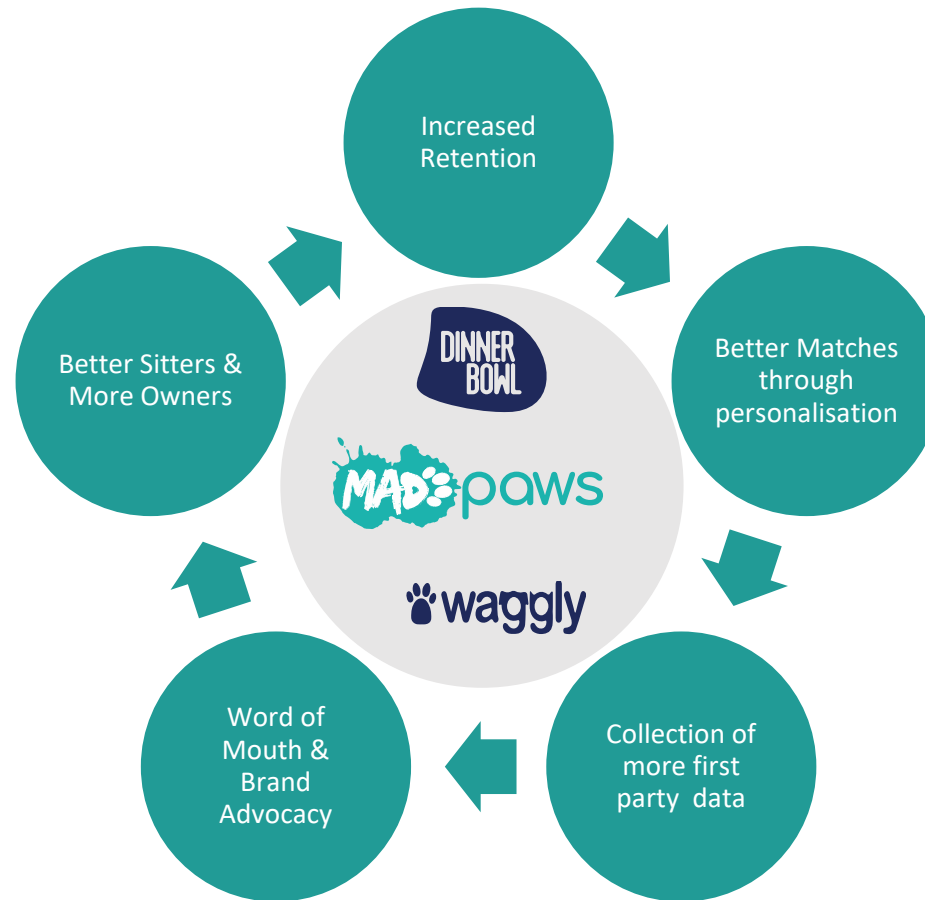 Increased
Retention
Better Sitters &
More Owners
Better Matches
through
personalisation
DINNER
BOWL
MAD paws
waggly
Word of
Mouth &
Brand
Advocacy
Collection of
more first
party data